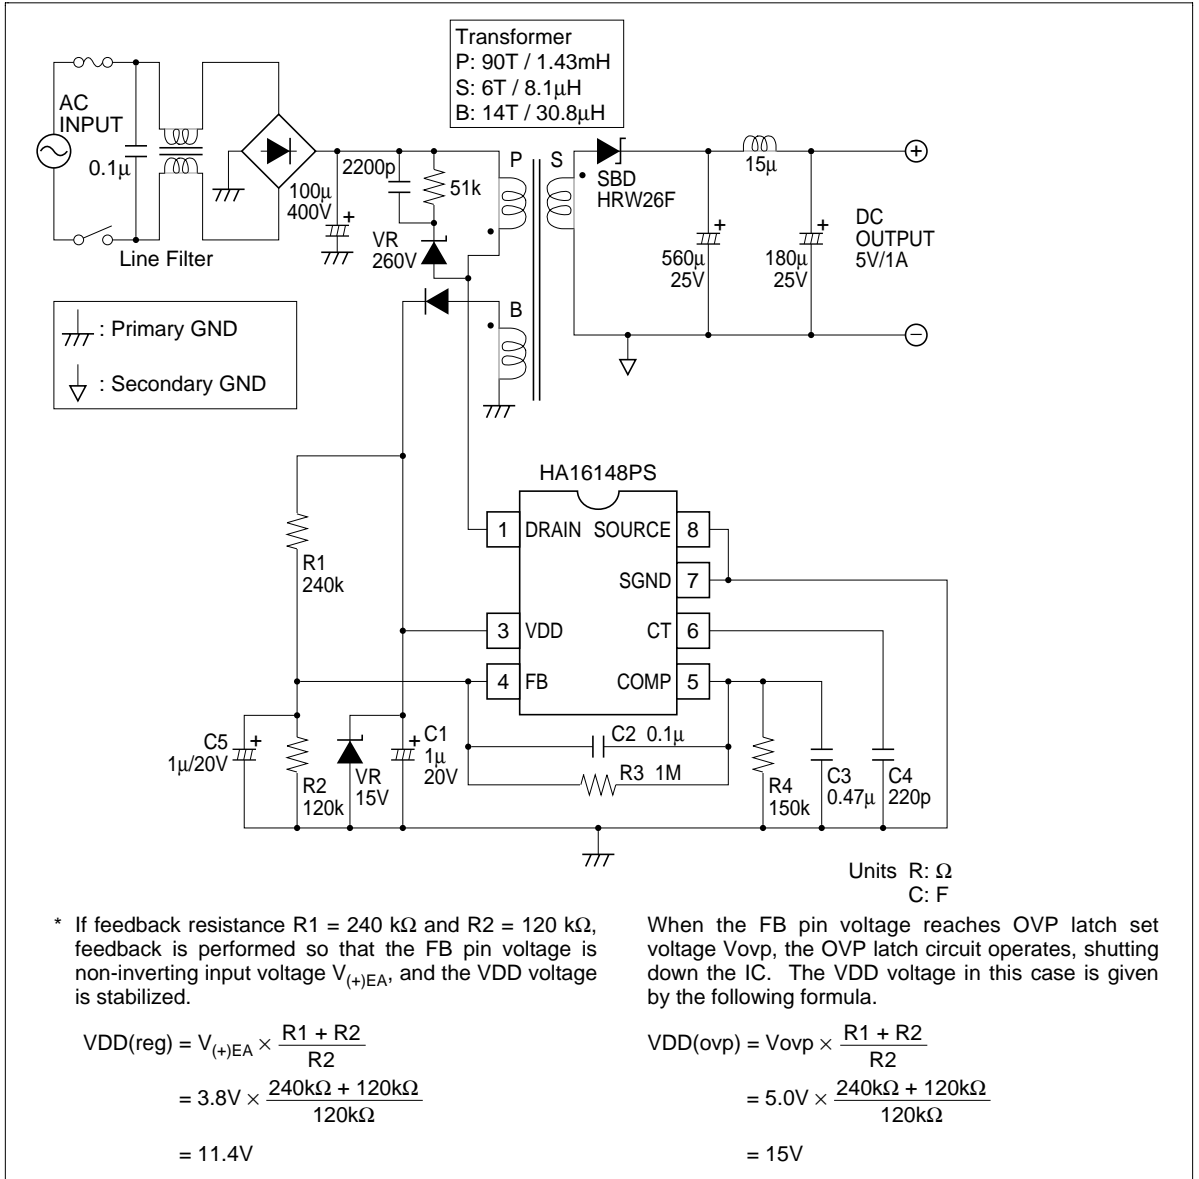 Transformer
P: 90T / 1.43mH
S: 6T / 8.1μH
B: 14T / 30.8μH
AC
INPUT
0.1μ
Line Filter
100μ
400V
+
2200p
51k
VR
260V
P
S
B
SBD
HRW26F
15μ
+
560μ
25V
+
180μ
25V
DC
OUTPUT
5V/1A
+
−
: Primary GND
: Secondary GND
HA16148PS
1 DRAIN SOURCE 8
SGND 7
3 VDD CT 6
4 FB COMP 5
R1
240k
C5
1μ/20V
+
R2
120k
VR
15V
+
C1
1μ
20V
C2 0.1μ
R3 1M
R4
150k
C3
0.47μ
C4
220p
Units R: Ω
C: F
* If feedback resistance R1 = 240 kΩ and R2 = 120 kΩ,
feedback is performed so that the FB pin voltage is
non-inverting input voltage V(+)EA, and the VDD voltage
is stabilized.
VDD(reg) = V(+)EA × (R1 + R2) / R2
= 3.8V × (240kΩ + 120kΩ) / 120kΩ
= 11.4V
When the FB pin voltage reaches OVP latch set
voltage Vovp, the OVP latch circuit operates, shutting
down the IC. The VDD voltage in this case is given
by the following formula.
VDD(ovp) = Vovp × (R1 + R2) / R2
= 5.0V × (240kΩ + 120kΩ) / 120kΩ
= 15V